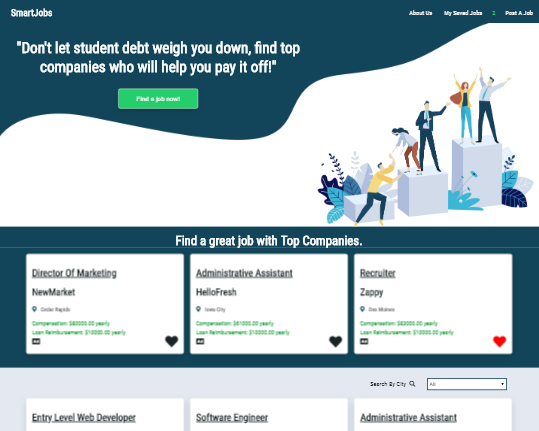 SmartJobs
About Us My Saved Jobs 2 Post A Job
"Don't let student debt weigh you down, find top
companies who will help you pay it off!"
Find a job now!
Find a great job with Top Companies.
Director Of Marketing
NewMarket
Cedar Rapids
Compensation: $80000.00 yearly
Loan Reimbursement: $10000.00 yearly
Ad
Administrative Assistant
HelloFresh
Iowa City
Compensation: $61000.00 yearly
Loan Reimbursement: $10000.00 yearly
Ad
Recruiter
Zappy
Des Moines
Compensation: $63000.00 yearly
Loan Reimbursement: $10000.00 yearly
Ad
Search By City All
Entry Level Web Developer
Software Engineer
Administrative Assistant